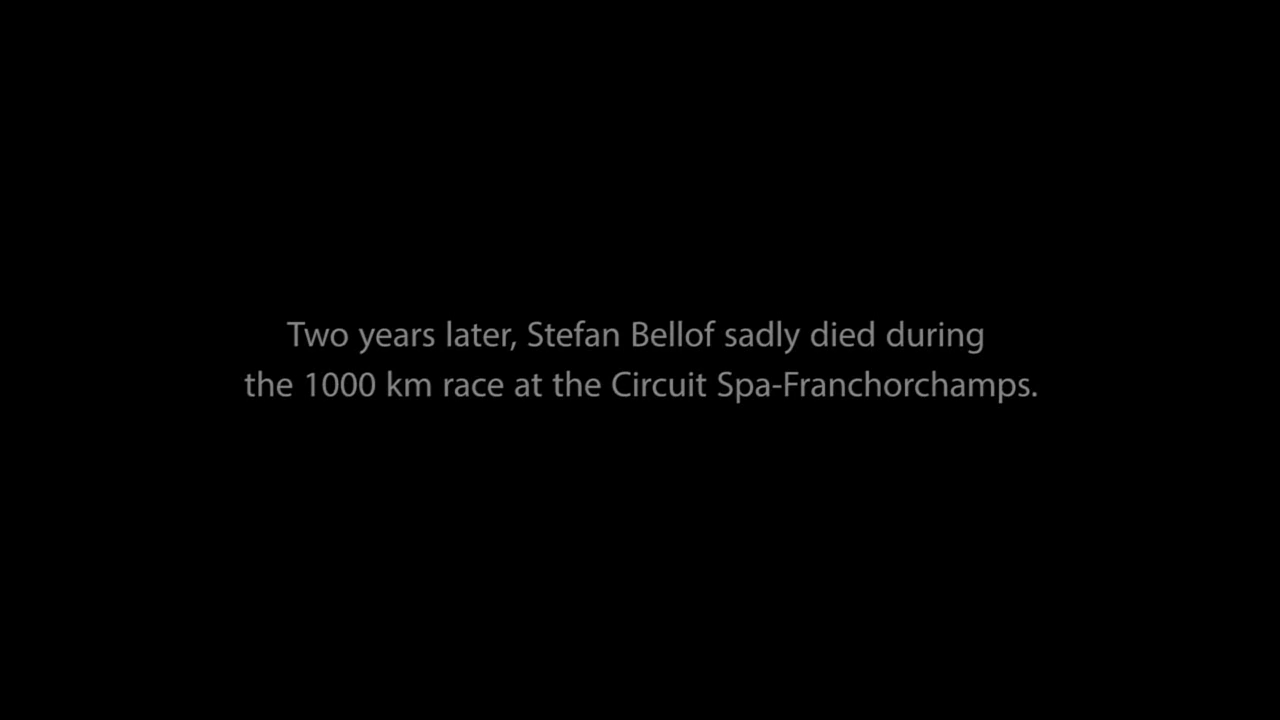 Two years later, Stefan Bellof sadly died during
the 1000 km race at the Circuit Spa-Franchorchamps.